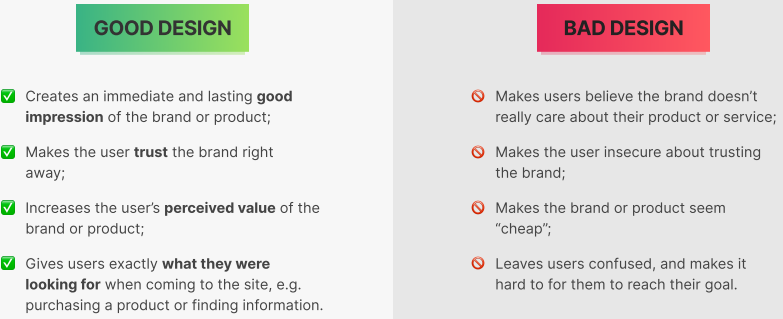 GOOD DESIGN
Creates an immediate and lasting good
impression of the brand or product;
Makes the user trust the brand right
away;
Increases the user's perceived value of the
brand or product;
Gives users exactly what they were
looking for when coming to the site, e.g.
purchasing a product or finding information.
BAD DESIGN
Makes users believe the brand doesn't
really care about their product or service;
Makes the user insecure about trusting
the brand;
Makes the brand or product seem
“cheap”;
Leaves users confused, and makes it
hard to for them to reach their goal.